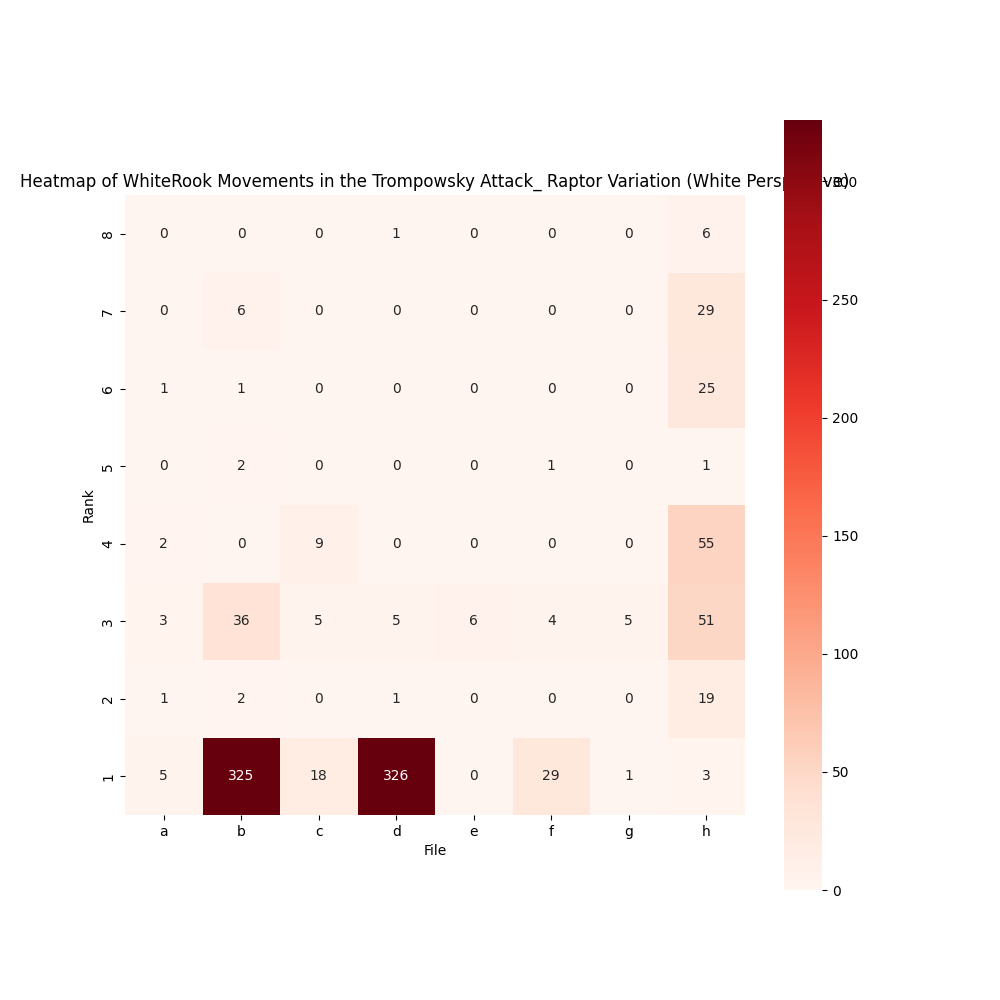 Heatmap of WhiteRook Movements in the Trompowsky Attack_ Raptor Variation (White Pers
ve)
300
250
200
150
100
50
0
Rank
8 0 0 0 1 0 0 0 6
7 0 6 0 0 0 0 0 29
6 1 1 0 0 0 0 0 25
5 0 2 0 0 0 1 0 1
4 2 0 9 0 0 0 0 55
3 3 36 5 5 6 4 5 51
2 1 2 0 1 0 0 0 19
1 5 325 18 326 0 29 1 3
a b c d e f g h
File